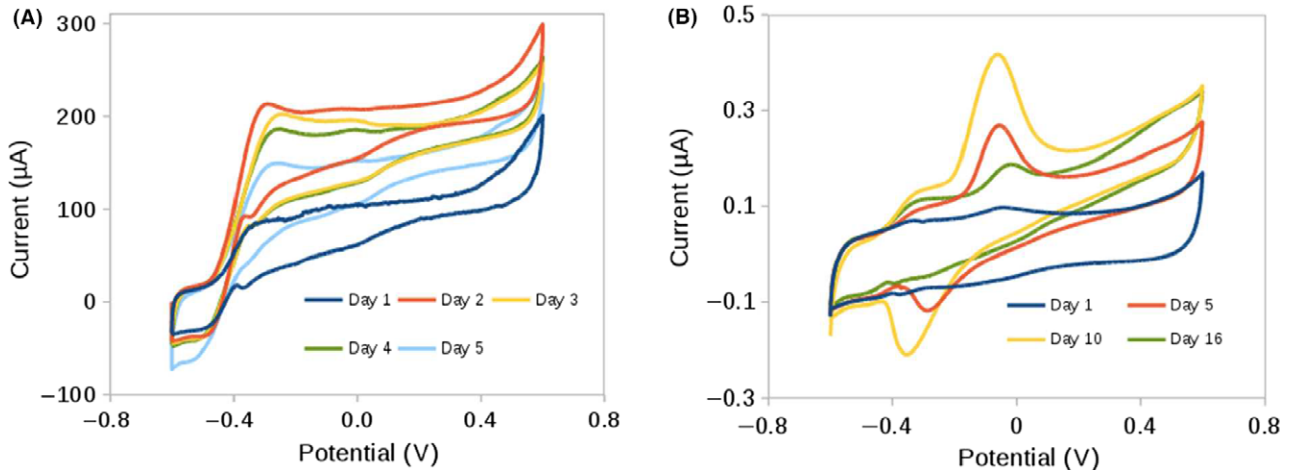 (A)
300
200
100
0
−100
−0.8
−0.4
0.0
0.4
0.8
Current (µA)
Potential (V)
Day 1
Day 2
Day 3
Day 4
Day 5
(B)
0.5
0.3
0.1
−0.1
−0.3
−0.8
−0.4
0
0.4
0.8
Current (µA)
Potential (V)
Day 1
Day 5
Day 10
Day 16